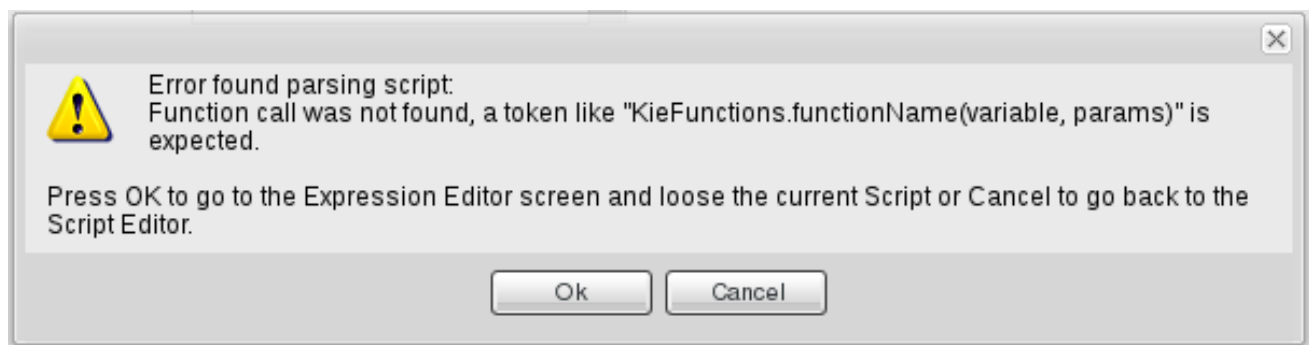 Error found parsing script:
Function call was not found, a token like "KieFunctions.functionName(variable, params)" is
expected.
Press OK to go to the Expression Editor screen and loose the current Script or Cancel to go back to the
Script Editor.
Ok Cancel